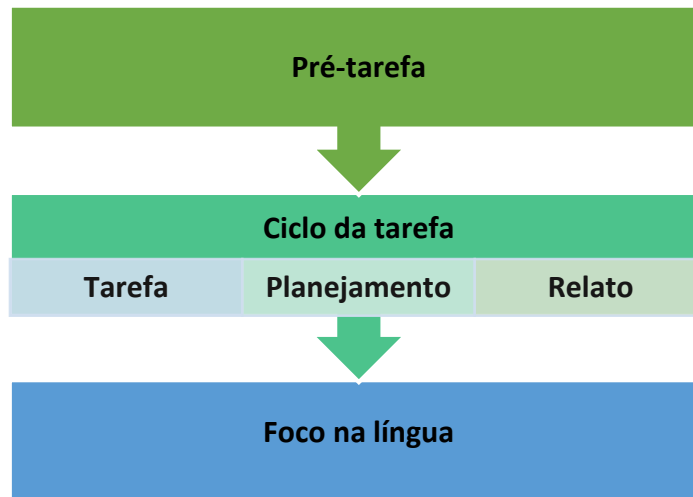 Pré-tarefa
Ciclo da tarefa
Tarefa Planejamento Relato
Foco na língua